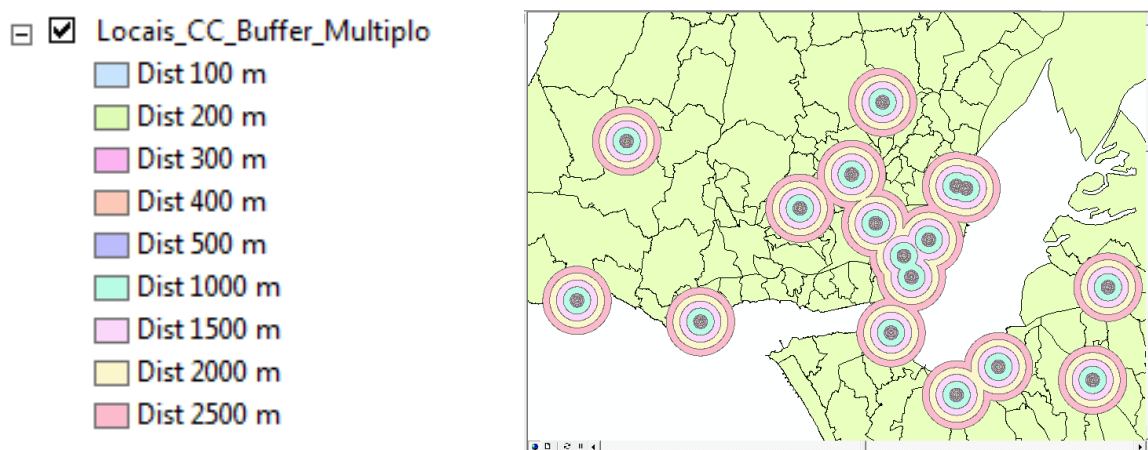 Locais_CC_Buffer_Multiplo
Dist 100 m
Dist 200 m
Dist 300 m
Dist 400 m
Dist 500 m
Dist 1000 m
Dist 1500 m
Dist 2000 m
Dist 2500 m